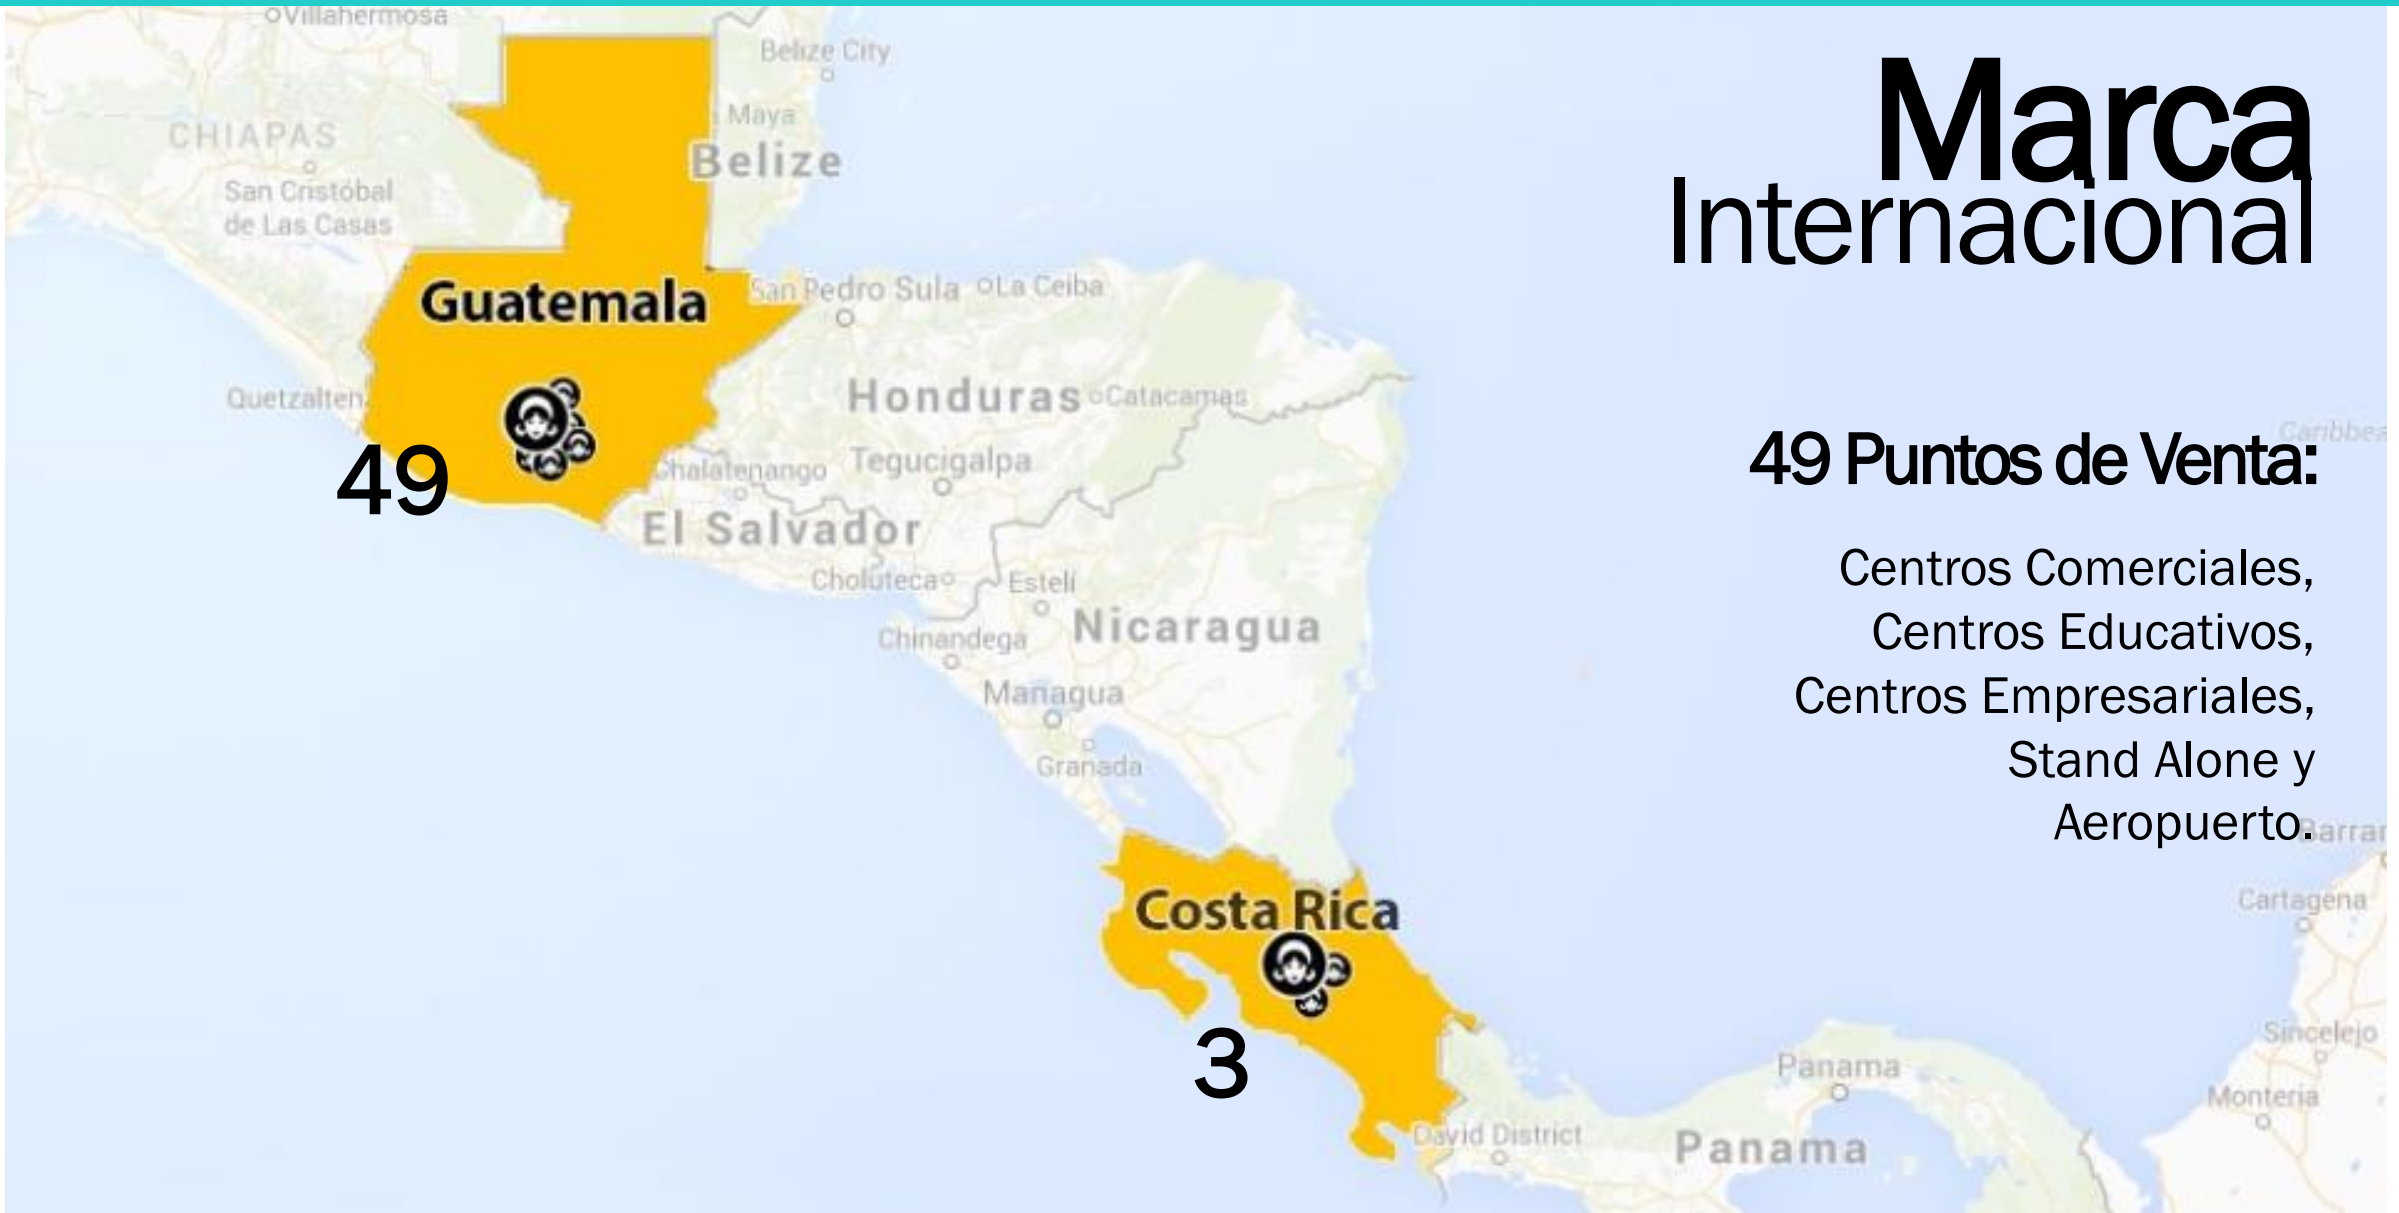 Villahermosa
Belize City
Maya
Belize
CHIAPAS
San Cristóbal
de Las Casas
Marca
Internacional
Guatemala
San Pedro Sula
La Ceiba
Quetzalten
Honduras
Catacamas
49
Chalatenango
Tegucigalpa
El Salvador
Choluteca
Estelí
Chinandega
Nicaragua
Managua
Granada
49 Puntos de Venta:
Centros Comerciales,
Centros Educativos,
Centros Empresariales,
Stand Alone y
Aeropuerto.
Caribbea
Barran
Cartagena
Costa Rica
3
Sincelejo
Montería
Panama
David District
Panama